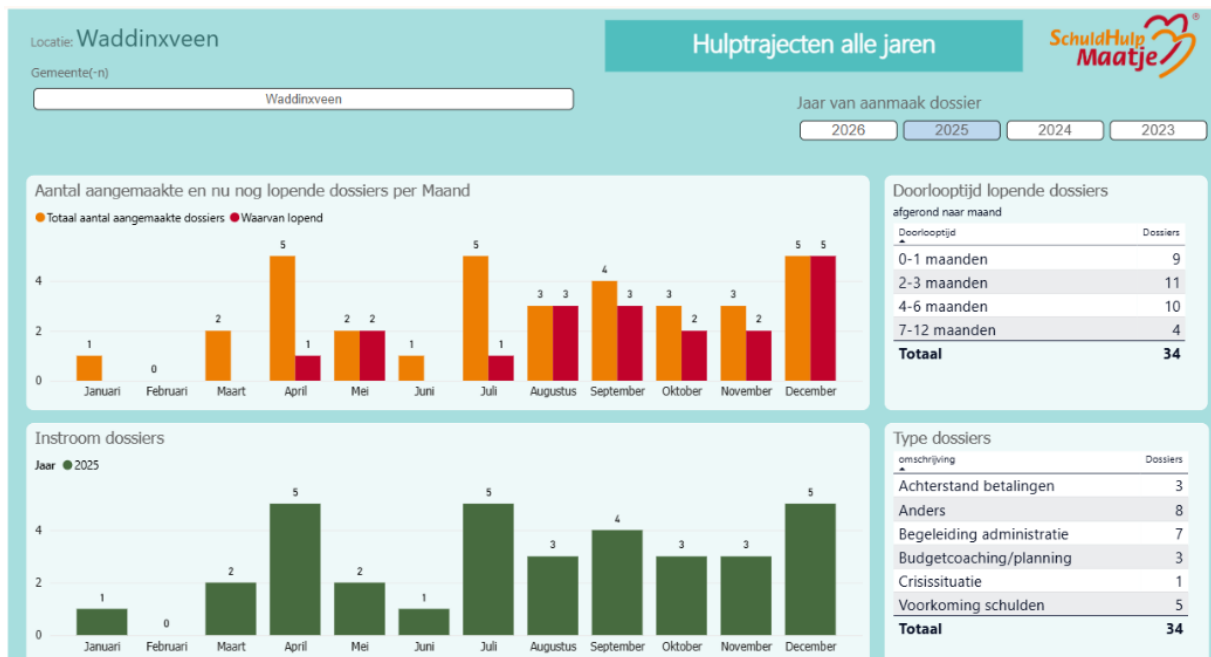 Locatie: Waddinxveen
Hulptrajecten alle jaren
SchuldHulp
Maatje
®
Gemeente(-n)
Waddinxveen
Jaar van aanmaak dossier
2026 2025 2024 2023
Aantal aangemaakte en nu nog lopende dossiers per Maand
Totaal aantal aangemaakte dossiers Waarvan lopend
5 5 5 5
4
4
3 3 3 3 3
2 2 2 2 2
2
1 1 1 1
0
0
Januari Februari Maart April Mei Juni Juli Augustus September Oktober November December
Doorlooptijd lopende dossiers
afgerond naar maand
Doorlooptijd Dossiers
0-1 maanden 9
2-3 maanden 11
4-6 maanden 10
7-12 maanden 4
Totaal 34
Instroom dossiers
Jaar 2025
5 5 5
4
4
3 3 3
2 2
2
1 1
0
0
Januari Februari Maart April Mei Juni Juli Augustus September Oktober November December
Type dossiers
omschrijving Dossiers
Achterstand betalingen 3
Anders 8
Begeleiding administratie 7
Budgetcoaching/planning 3
Crisissituatie 1
Voorkoming schulden 5
Totaal 34